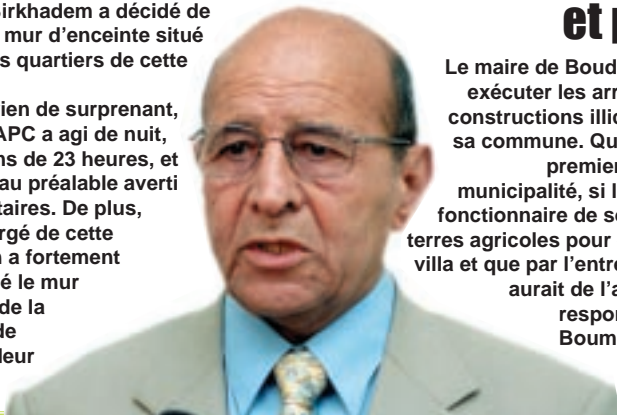 Birkhadem a décidé de
mur d'enceinte situé
s quartiers de cette
ien de surprenant,
APC a agi de nuit,
ns de 23 heures, et
au préalable averti
taires. De plus,
rgé de cette
a fortement
é le mur
de la
de
leur
et p
Le maire de Boud
exécuter les arr
constructions illic
sa commune. Qu
premier
municipalité, si l
fonctionnaire de se
terres agricoles pour
villa et que par l'entre
aurait de l'a
respon
Boum